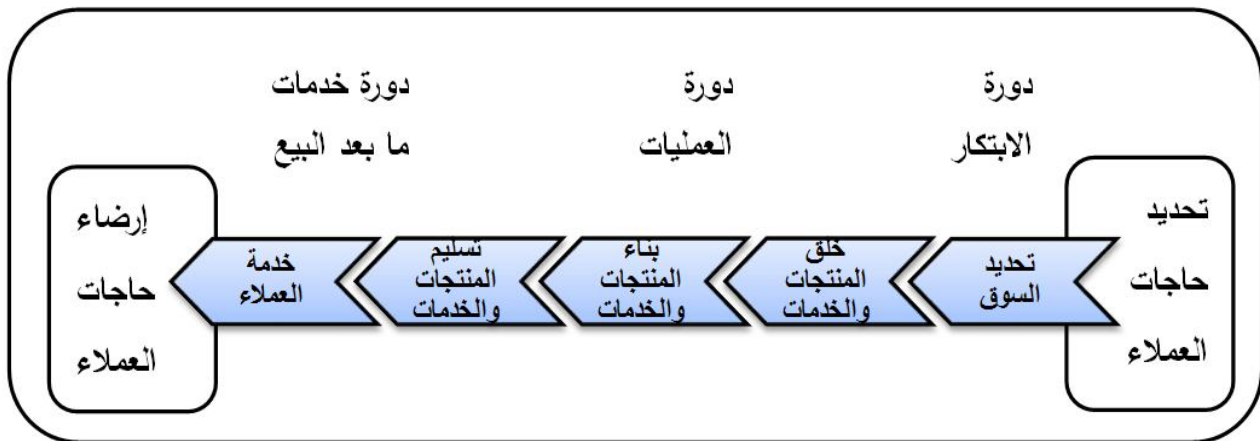 دورة
الابتكار
دورة
العمليات
دورة خدمات
ما بعد البيع
تحديد
حاجات
العملاء
تحديد
السوق
خلق
المنتجات
والخدمات
بناء
المنتجات
والخدمات
تسليم
المنتجات
والخدمات
خدمة
العملاء
إرضاء
حاجات
العملاء